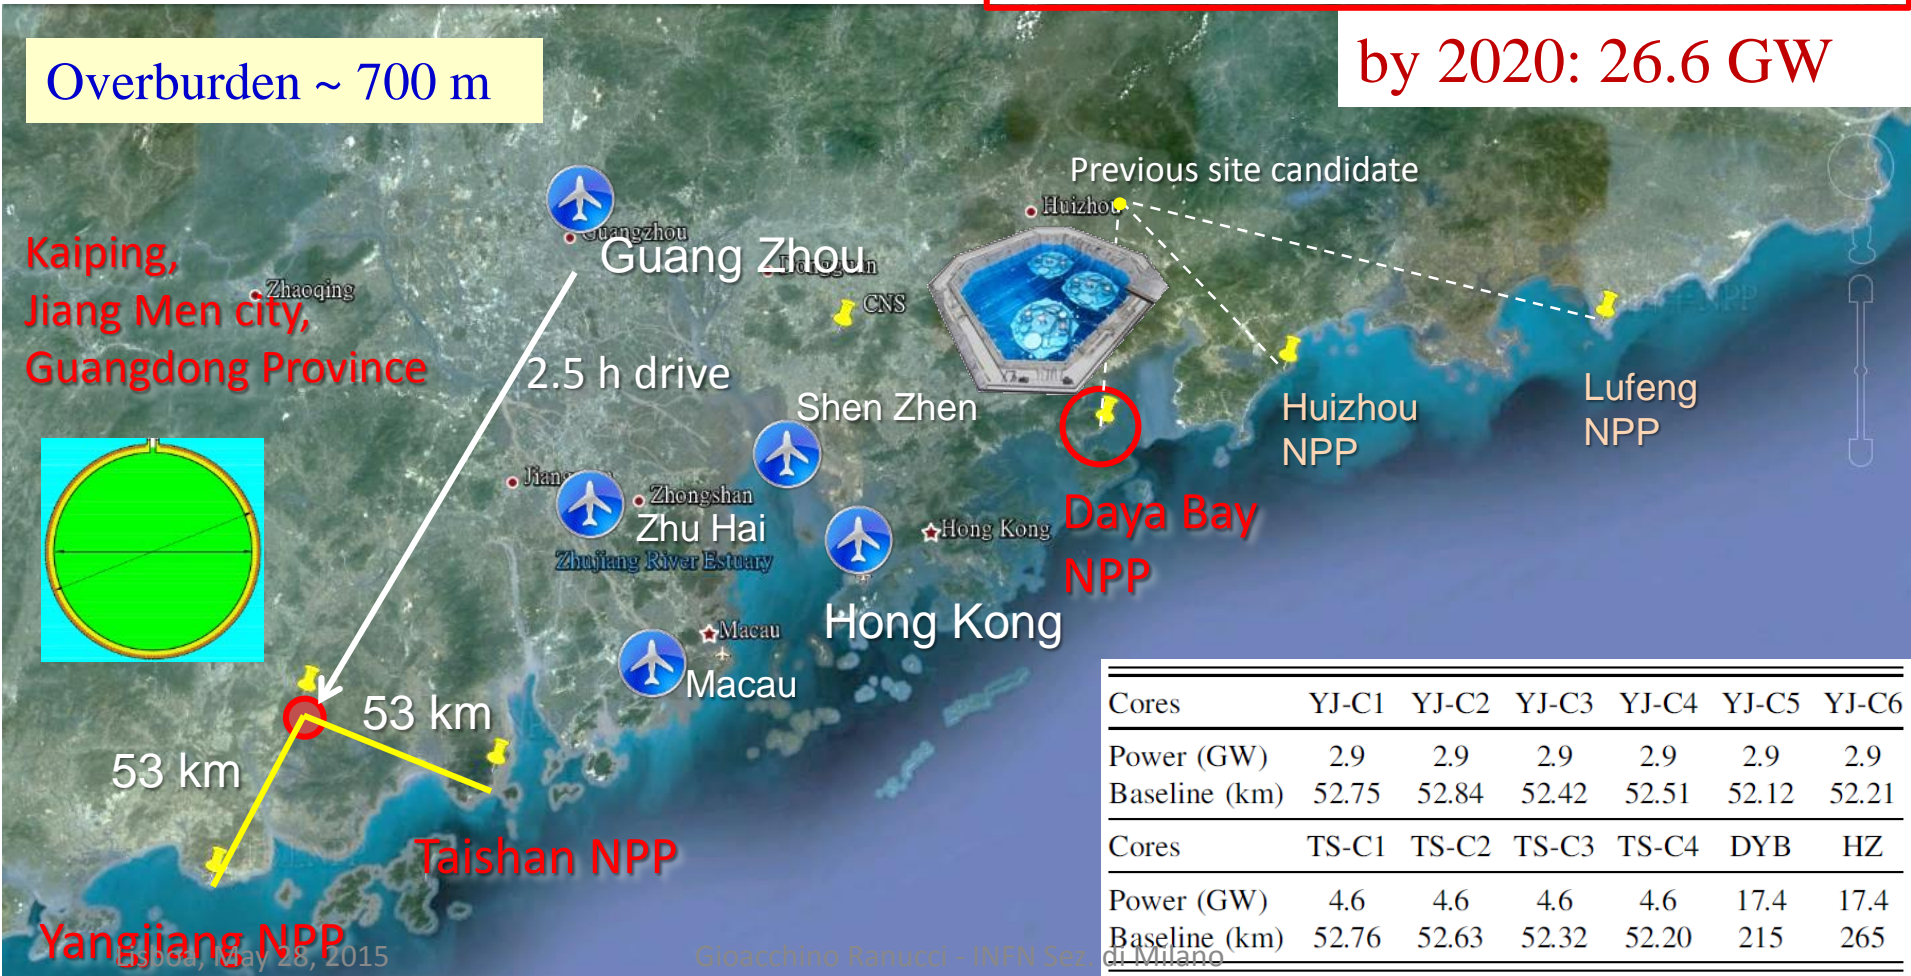 Overburden ~ 700 m
by 2020: 26.6 GW
Previous site candidate
Huizhou
Guangzhou
Guang Zhou
Dongguan
Kaiping,
Jiang Men city,
Guangdong Province
Zhaoqing
CNS
2.5 h drive
Shen Zhen
Huizhou
NPP
Lufeng
NPP
Jiang
Zhongshan
Zhu Hai
Zhujiang River Estuary
Hong Kong
Daya Bay
NPP
Hong Kong
Macau
Macau
53 km
53 km
Taishan NPP
Yangjiang NPP
Cores YJ-C1 YJ-C2 YJ-C3 YJ-C4 YJ-C5 YJ-C6
Power (GW) 2.9 2.9 2.9 2.9 2.9 2.9
Baseline (km) 52.75 52.84 52.42 52.51 52.12 52.21
Cores TS-C1 TS-C2 TS-C3 TS-C4 DYB HZ
Power (GW) 4.6 4.6 4.6 4.6 17.4 17.4
Baseline (km) 52.76 52.63 52.32 52.20 215 265
Lisboa, May 28, 2015
Gioacchino Ranucci - INFN Sez. di Milano